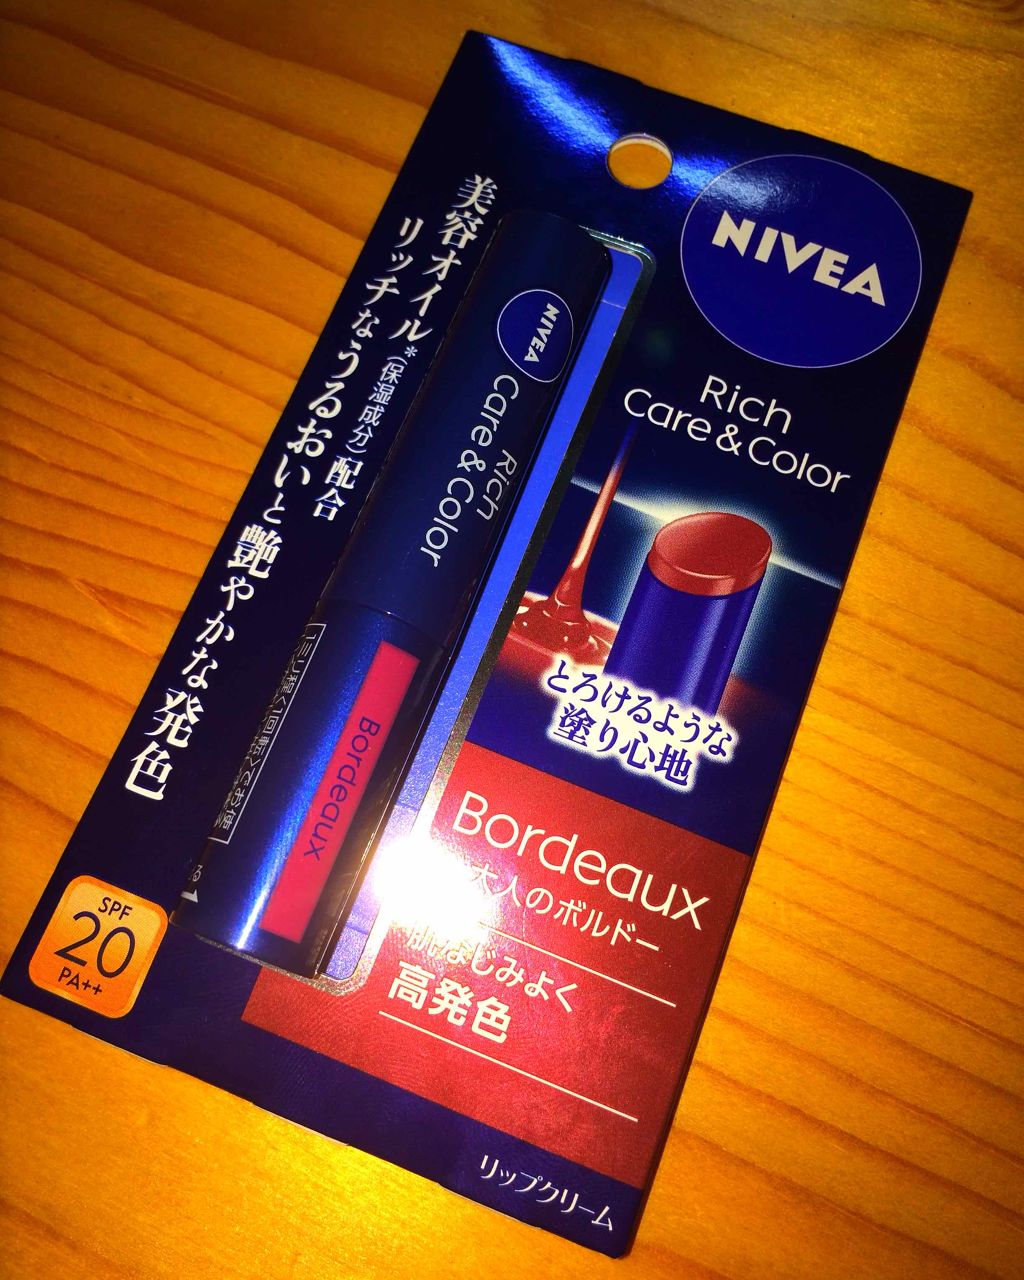 NIVEA
Rich
Care & Color
美容オイル*(保湿成分)配合
リッチなうるおいと艶やかな発色
NIVEA
Rich
Care & Color
Bordeaux
とろけるような
塗り心地
Bordeaux
大人のボルドー
肌なじみよく
高発色
SPF
20
PA++
リップクリーム